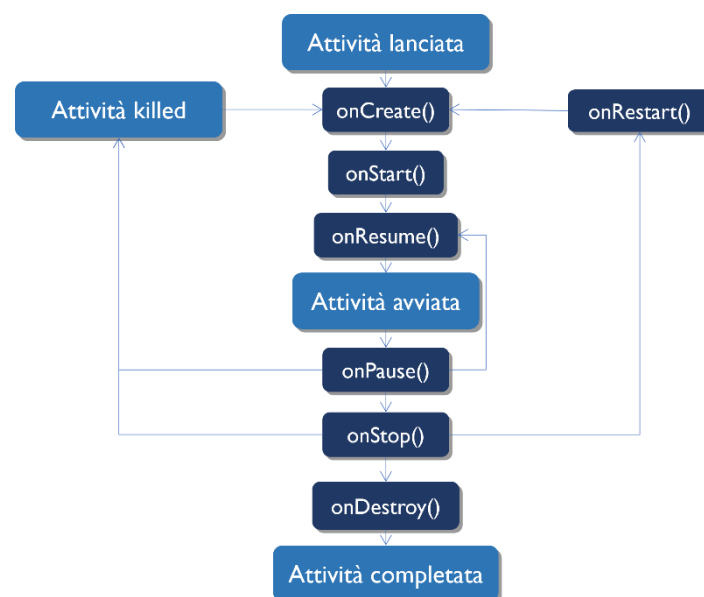 Attività lanciata
Attività killed
onCreate()
onRestart()
onStart()
onResume()
Attività avviata
onPause()
onStop()
onDestroy()
Attività completata